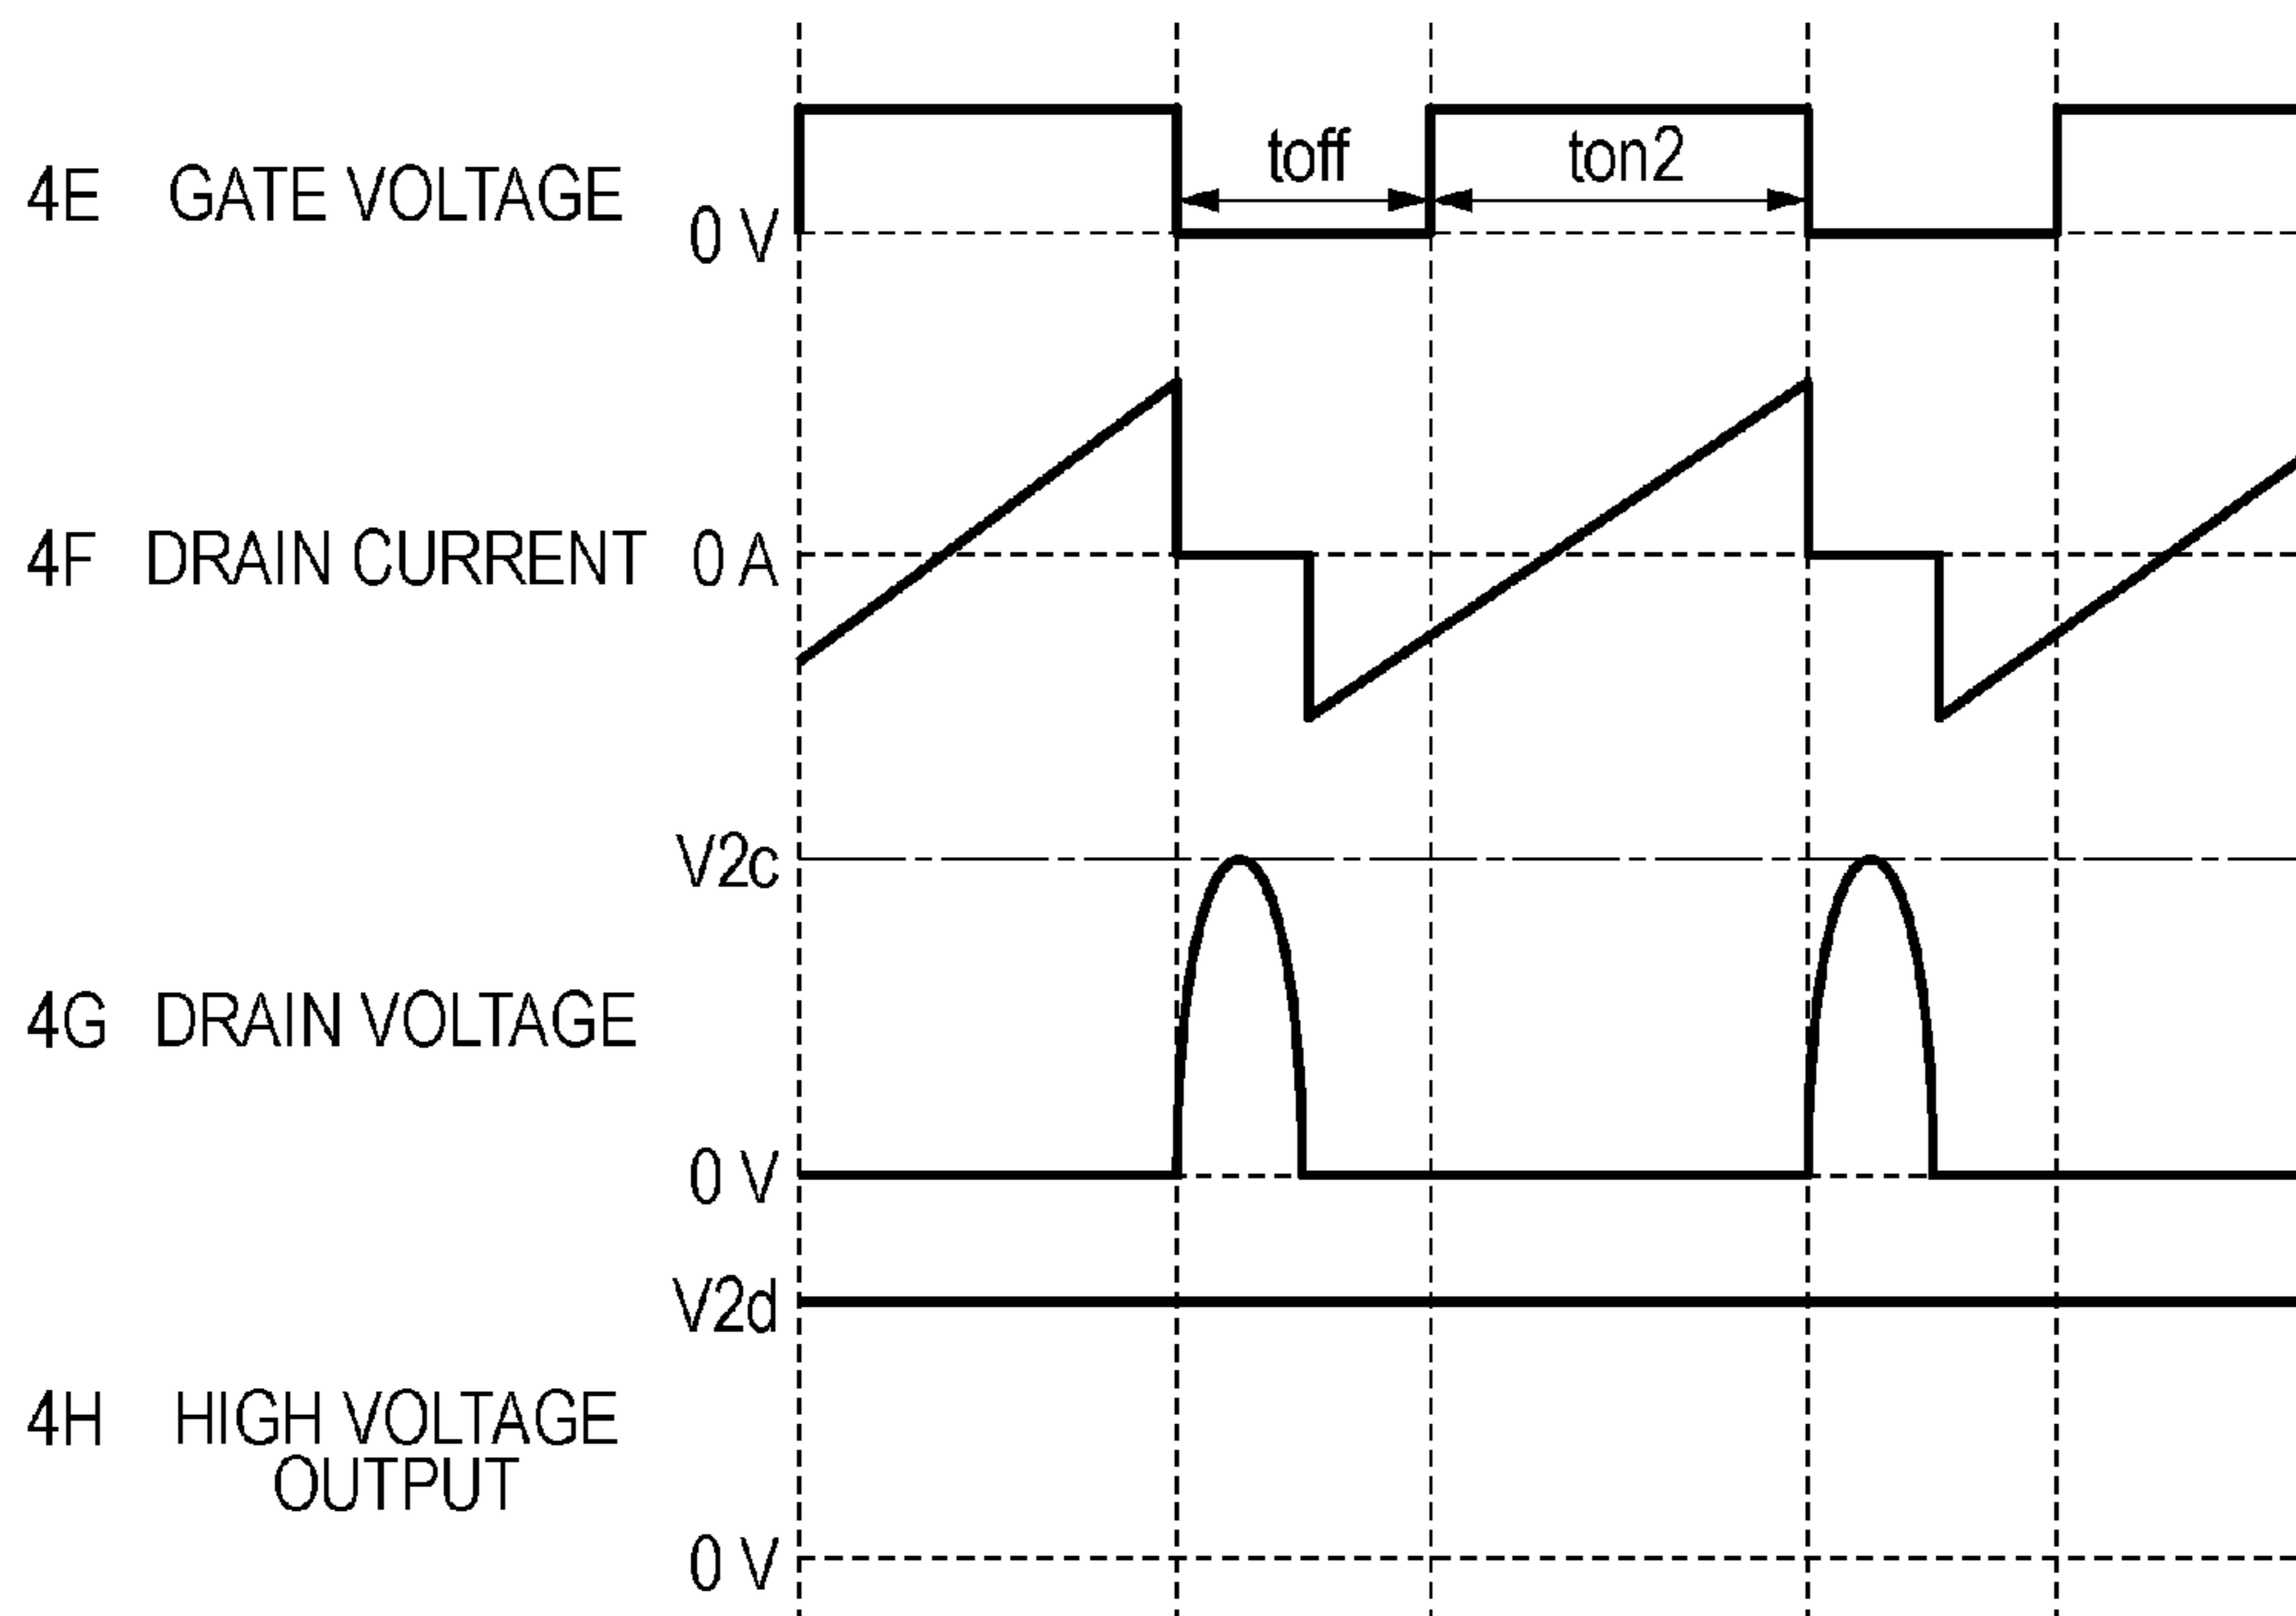 toff ton2
4E GATE VOLTAGE
0 V
4F DRAIN CURRENT 0 A
V2c
4G DRAIN VOLTAGE
0 V
V2d
4H HIGH VOLTAGE
OUTPUT
0 V